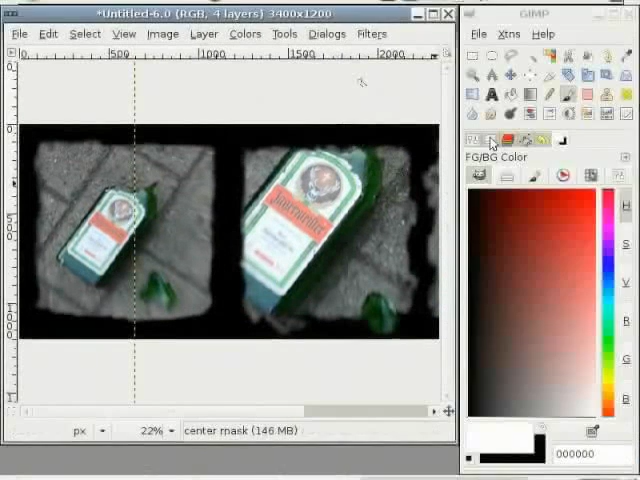 *Untitled-6.0 (RGB, 4 layers) 3400x1200
File Edit Select View Image Layer Colors Tools Dialogs Filters
0 500 1000 1500 2000
Jägermeister
px 22% center mask (146 MB)
GIMP
File Xtns Help
FG/BG Color
H
S
V
R
G
B
000000